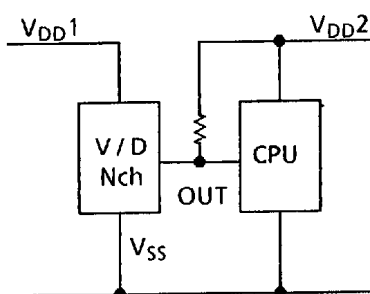 VDD1
VDD2
V / D
Nch
CPU
OUT
VSS